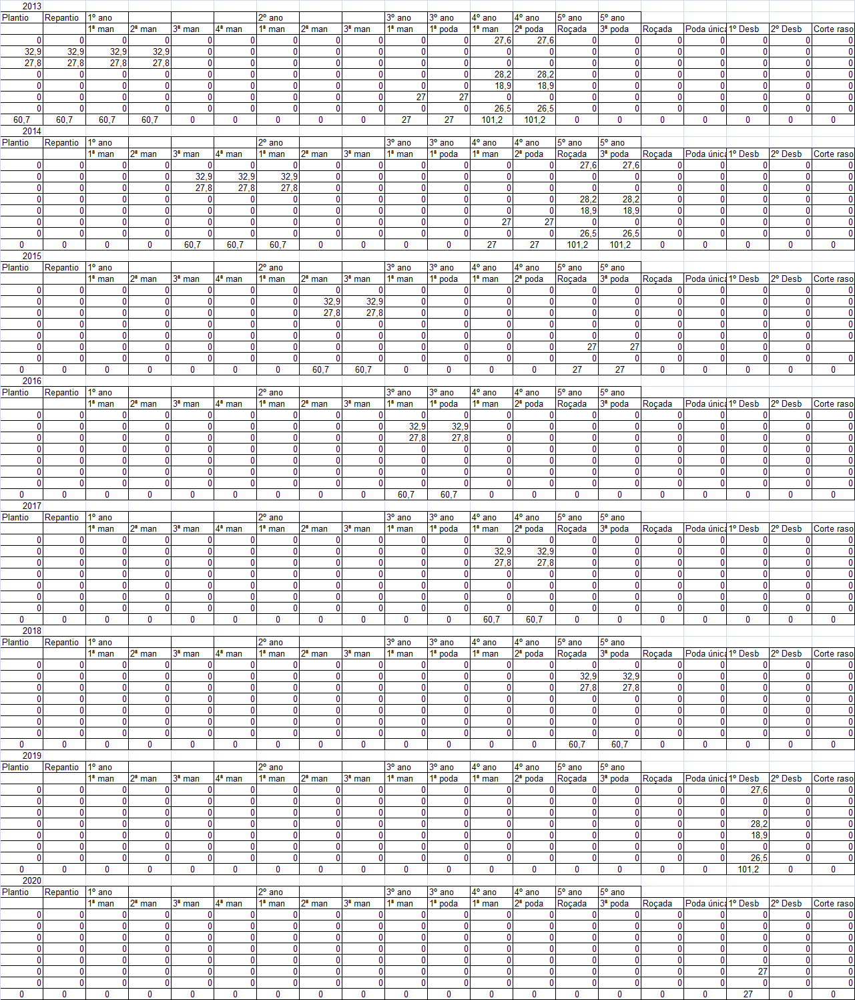 2013
Plantio Repantio 1º ano 2º ano 3º ano 3º ano 4º ano 4º ano 5º ano 5º ano
1ª man 2ª man 3ª man 4ª man 1ª man 2ª man 3ª man 1ª man 1ª poda 1ª man 2ª poda Roçada 3ª poda Roçada Poda única 1º Desb 2º Desb Corte raso
0 0 0 0 0 0 0 0 0 0 0 27,6 27,6 0 0 0 0 0 0 0
32,9 32,9 32,9 32,9 0 0 0 0 0 0 0 0 0 0 0 0 0 0 0 0
27,8 27,8 27,8 27,8 0 0 0 0 0 0 0 0 0 0 0 0 0 0 0 0
0 0 0 0 0 0 0 0 0 0 0 28,2 28,2 0 0 0 0 0 0 0
0 0 0 0 0 0 0 0 0 0 0 18,9 18,9 0 0 0 0 0 0 0
0 0 0 0 0 0 0 0 0 27 27 0 0 0 0 0 0 0 0 0
0 0 0 0 0 0 0 0 0 0 0 26,5 26,5 0 0 0 0 0 0 0
60,7 60,7 60,7 60,7 0 0 0 0 0 27 27 101,2 101,2 0 0 0 0 0 0 0
2014
Plantio Repantio 1º ano 2º ano 3º ano 3º ano 4º ano 4º ano 5º ano 5º ano
1ª man 2ª man 3ª man 4ª man 1ª man 2ª man 3ª man 1ª man 1ª poda 1ª man 2ª poda Roçada 3ª poda Roçada Poda única 1º Desb 2º Desb Corte raso
0 0 0 0 0 0 0 0 0 0 0 0 0 27,6 27,6 0 0 0 0 0
0 0 0 0 32,9 32,9 32,9 0 0 0 0 0 0 0 0 0 0 0 0 0
0 0 0 0 27,8 27,8 27,8 0 0 0 0 0 0 0 0 0 0 0 0 0
0 0 0 0 0 0 0 0 0 0 0 0 0 28,2 28,2 0 0 0 0 0
0 0 0 0 0 0 0 0 0 0 0 0 0 18,9 18,9 0 0 0 0 0
0 0 0 0 0 0 0 0 0 0 0 27 27 0 0 0 0 0 0 0
0 0 0 0 0 0 0 0 0 0 0 0 0 26,5 26,5 0 0 0 0 0
0 0 0 0 60,7 60,7 60,7 0 0 0 0 27 27 101,2 101,2 0 0 0 0 0
2015
Plantio Repantio 1º ano 2º ano 3º ano 3º ano 4º ano 4º ano 5º ano 5º ano
1ª man 2ª man 3ª man 4ª man 1ª man 2ª man 3ª man 1ª man 1ª poda 1ª man 2ª poda Roçada 3ª poda Roçada Poda única 1º Desb 2º Desb Corte raso
0 0 0 0 0 0 0 0 0 0 0 0 0 0 0 0 0 0 0 0
0 0 0 0 0 0 0 32,9 32,9 0 0 0 0 0 0 0 0 0 0 0
0 0 0 0 0 0 0 27,8 27,8 0 0 0 0 0 0 0 0 0 0 0
0 0 0 0 0 0 0 0 0 0 0 0 0 0 0 0 0 0 0 0
0 0 0 0 0 0 0 0 0 0 0 0 0 0 0 0 0 0 0 0
0 0 0 0 0 0 0 0 0 0 0 0 0 27 27 0 0 0 0
0 0 0 0 0 0 0 0 0 0 0 0 0 0 0 0 0 0 0 0
0 0 0 0 0 0 0 60,7 60,7 0 0 0 0 27 27 0 0 0 0 0
2016
Plantio Repantio 1º ano 2º ano 3º ano 3º ano 4º ano 4º ano 5º ano 5º ano
1ª man 2ª man 3ª man 4ª man 1ª man 2ª man 3ª man 1ª man 1ª poda 1ª man 2ª poda Roçada 3ª poda Roçada Poda única 1º Desb 2º Desb Corte raso
0 0 0 0 0 0 0 0 0 0 0 0 0 0 0 0 0 0 0 0
0 0 0 0 0 0 0 0 0 32,9 32,9 0 0 0 0 0 0 0 0 0
0 0 0 0 0 0 0 0 0 27,8 27,8 0 0 0 0 0 0 0 0 0
0 0 0 0 0 0 0 0 0 0 0 0 0 0 0 0 0 0 0 0
0 0 0 0 0 0 0 0 0 0 0 0 0 0 0 0 0 0 0 0
0 0 0 0 0 0 0 0 0 0 0 0 0 0 0 0 0 0 0 0
0 0 0 0 0 0 0 0 0 0 0 0 0 0 0 0 0 0 0 0
0 0 0 0 0 0 0 0 0 60,7 60,7 0 0 0 0 0 0 0 0 0
2017
Plantio Repantio 1º ano 2º ano 3º ano 3º ano 4º ano 4º ano 5º ano 5º ano
1ª man 2ª man 3ª man 4ª man 1ª man 2ª man 3ª man 1ª man 1ª poda 1ª man 2ª poda Roçada 3ª poda Roçada Poda única 1º Desb 2º Desb Corte raso
0 0 0 0 0 0 0 0 0 0 0 0 0 0 0 0 0 0 0 0
0 0 0 0 0 0 0 0 0 0 0 32,9 32,9 0 0 0 0 0 0 0
0 0 0 0 0 0 0 0 0 0 0 27,8 27,8 0 0 0 0 0 0 0
0 0 0 0 0 0 0 0 0 0 0 0 0 0 0 0 0 0 0 0
0 0 0 0 0 0 0 0 0 0 0 0 0 0 0 0 0 0 0 0
0 0 0 0 0 0 0 0 0 0 0 0 0 0 0 0 0 0 0 0
0 0 0 0 0 0 0 0 0 0 0 0 0 0 0 0 0 0 0 0
0 0 0 0 0 0 0 0 0 0 0 60,7 60,7 0 0 0 0 0 0 0
2018
Plantio Repantio 1º ano 2º ano 3º ano 3º ano 4º ano 4º ano 5º ano 5º ano
1ª man 2ª man 3ª man 4ª man 1ª man 2ª man 3ª man 1ª man 1ª poda 1ª man 2ª poda Roçada 3ª poda Roçada Poda única 1º Desb 2º Desb Corte raso
0 0 0 0 0 0 0 0 0 0 0 0 0 0 0 0 0 0 0 0
0 0 0 0 0 0 0 0 0 0 0 0 0 32,9 32,9 0 0 0 0 0
0 0 0 0 0 0 0 0 0 0 0 0 0 27,8 27,8 0 0 0 0 0
0 0 0 0 0 0 0 0 0 0 0 0 0 0 0 0 0 0 0 0
0 0 0 0 0 0 0 0 0 0 0 0 0 0 0 0 0 0 0 0
0 0 0 0 0 0 0 0 0 0 0 0 0 0 0 0 0 0 0 0
0 0 0 0 0 0 0 0 0 0 0 0 0 0 0 0 0 0 0 0
0 0 0 0 0 0 0 0 0 0 0 0 0 60,7 60,7 0 0 0 0 0
2019
Plantio Repantio 1º ano 2º ano 3º ano 3º ano 4º ano 4º ano 5º ano 5º ano
1ª man 2ª man 3ª man 4ª man 1ª man 2ª man 3ª man 1ª man 1ª poda 1ª man 2ª poda Roçada 3ª poda Roçada Poda única 1º Desb 2º Desb Corte raso
0 0 0 0 0 0 0 0 0 0 0 0 0 0 0 0 0 27,6 0 0
0 0 0 0 0 0 0 0 0 0 0 0 0 0 0 0 0 0 0 0
0 0 0 0 0 0 0 0 0 0 0 0 0 0 0 0 0 0 0 0
0 0 0 0 0 0 0 0 0 0 0 0 0 0 0 0 0 28,2 0 0
0 0 0 0 0 0 0 0 0 0 0 0 0 0 0 0 0 18,9 0 0
0 0 0 0 0 0 0 0 0 0 0 0 0 0 0 0 0 0 0 0
0 0 0 0 0 0 0 0 0 0 0 0 0 0 0 0 0 26,5 0 0
0 0 0 0 0 0 0 0 0 0 0 0 0 0 0 0 0 101,2 0 0
2020
Plantio Repantio 1º ano 2º ano 3º ano 3º ano 4º ano 4º ano 5º ano 5º ano
1ª man 2ª man 3ª man 4ª man 1ª man 2ª man 3ª man 1ª man 1ª poda 1ª man 2ª poda Roçada 3ª poda Roçada Poda única 1º Desb 2º Desb Corte raso
0 0 0 0 0 0 0 0 0 0 0 0 0 0 0 0 0 0 0 0
0 0 0 0 0 0 0 0 0 0 0 0 0 0 0 0 0 0 0 0
0 0 0 0 0 0 0 0 0 0 0 0 0 0 0 0 0 0 0 0
0 0 0 0 0 0 0 0 0 0 0 0 0 0 0 0 0 0 0 0
0 0 0 0 0 0 0 0 0 0 0 0 0 0 0 0 0 0 0 0
0 0 0 0 0 0 0 0 0 0 0 0 0 0 0 0 0 27 0 0
0 0 0 0 0 0 0 0 0 0 0 0 0 0 0 0 0 0 0 0
0 0 0 0 0 0 0 0 0 0 0 0 0 0 0 0 0 27 0 0